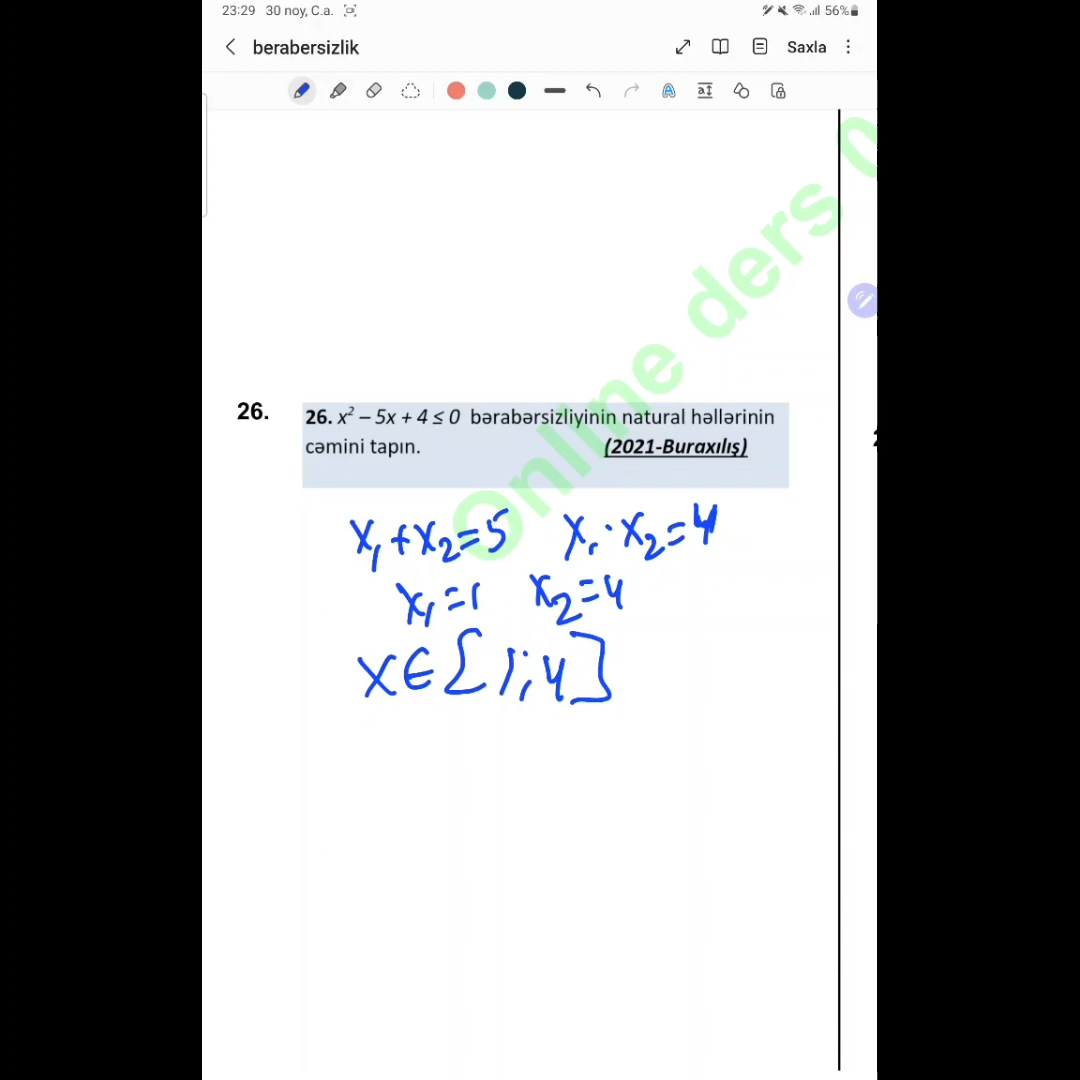 23:29 30 noy, C.a. 56%
berabersizlik Saxla
Online ders 0
26.
26. x² – 5x + 4 ≤ 0 bərabərsizliyinin natural həllərinin
cəmini tapın. (2021-Buraxılış)
x₁ + x₂ = 5 x₁ · x₂ = 4
x₁ = 1 x₂ = 4
x ∈ [1; 4]